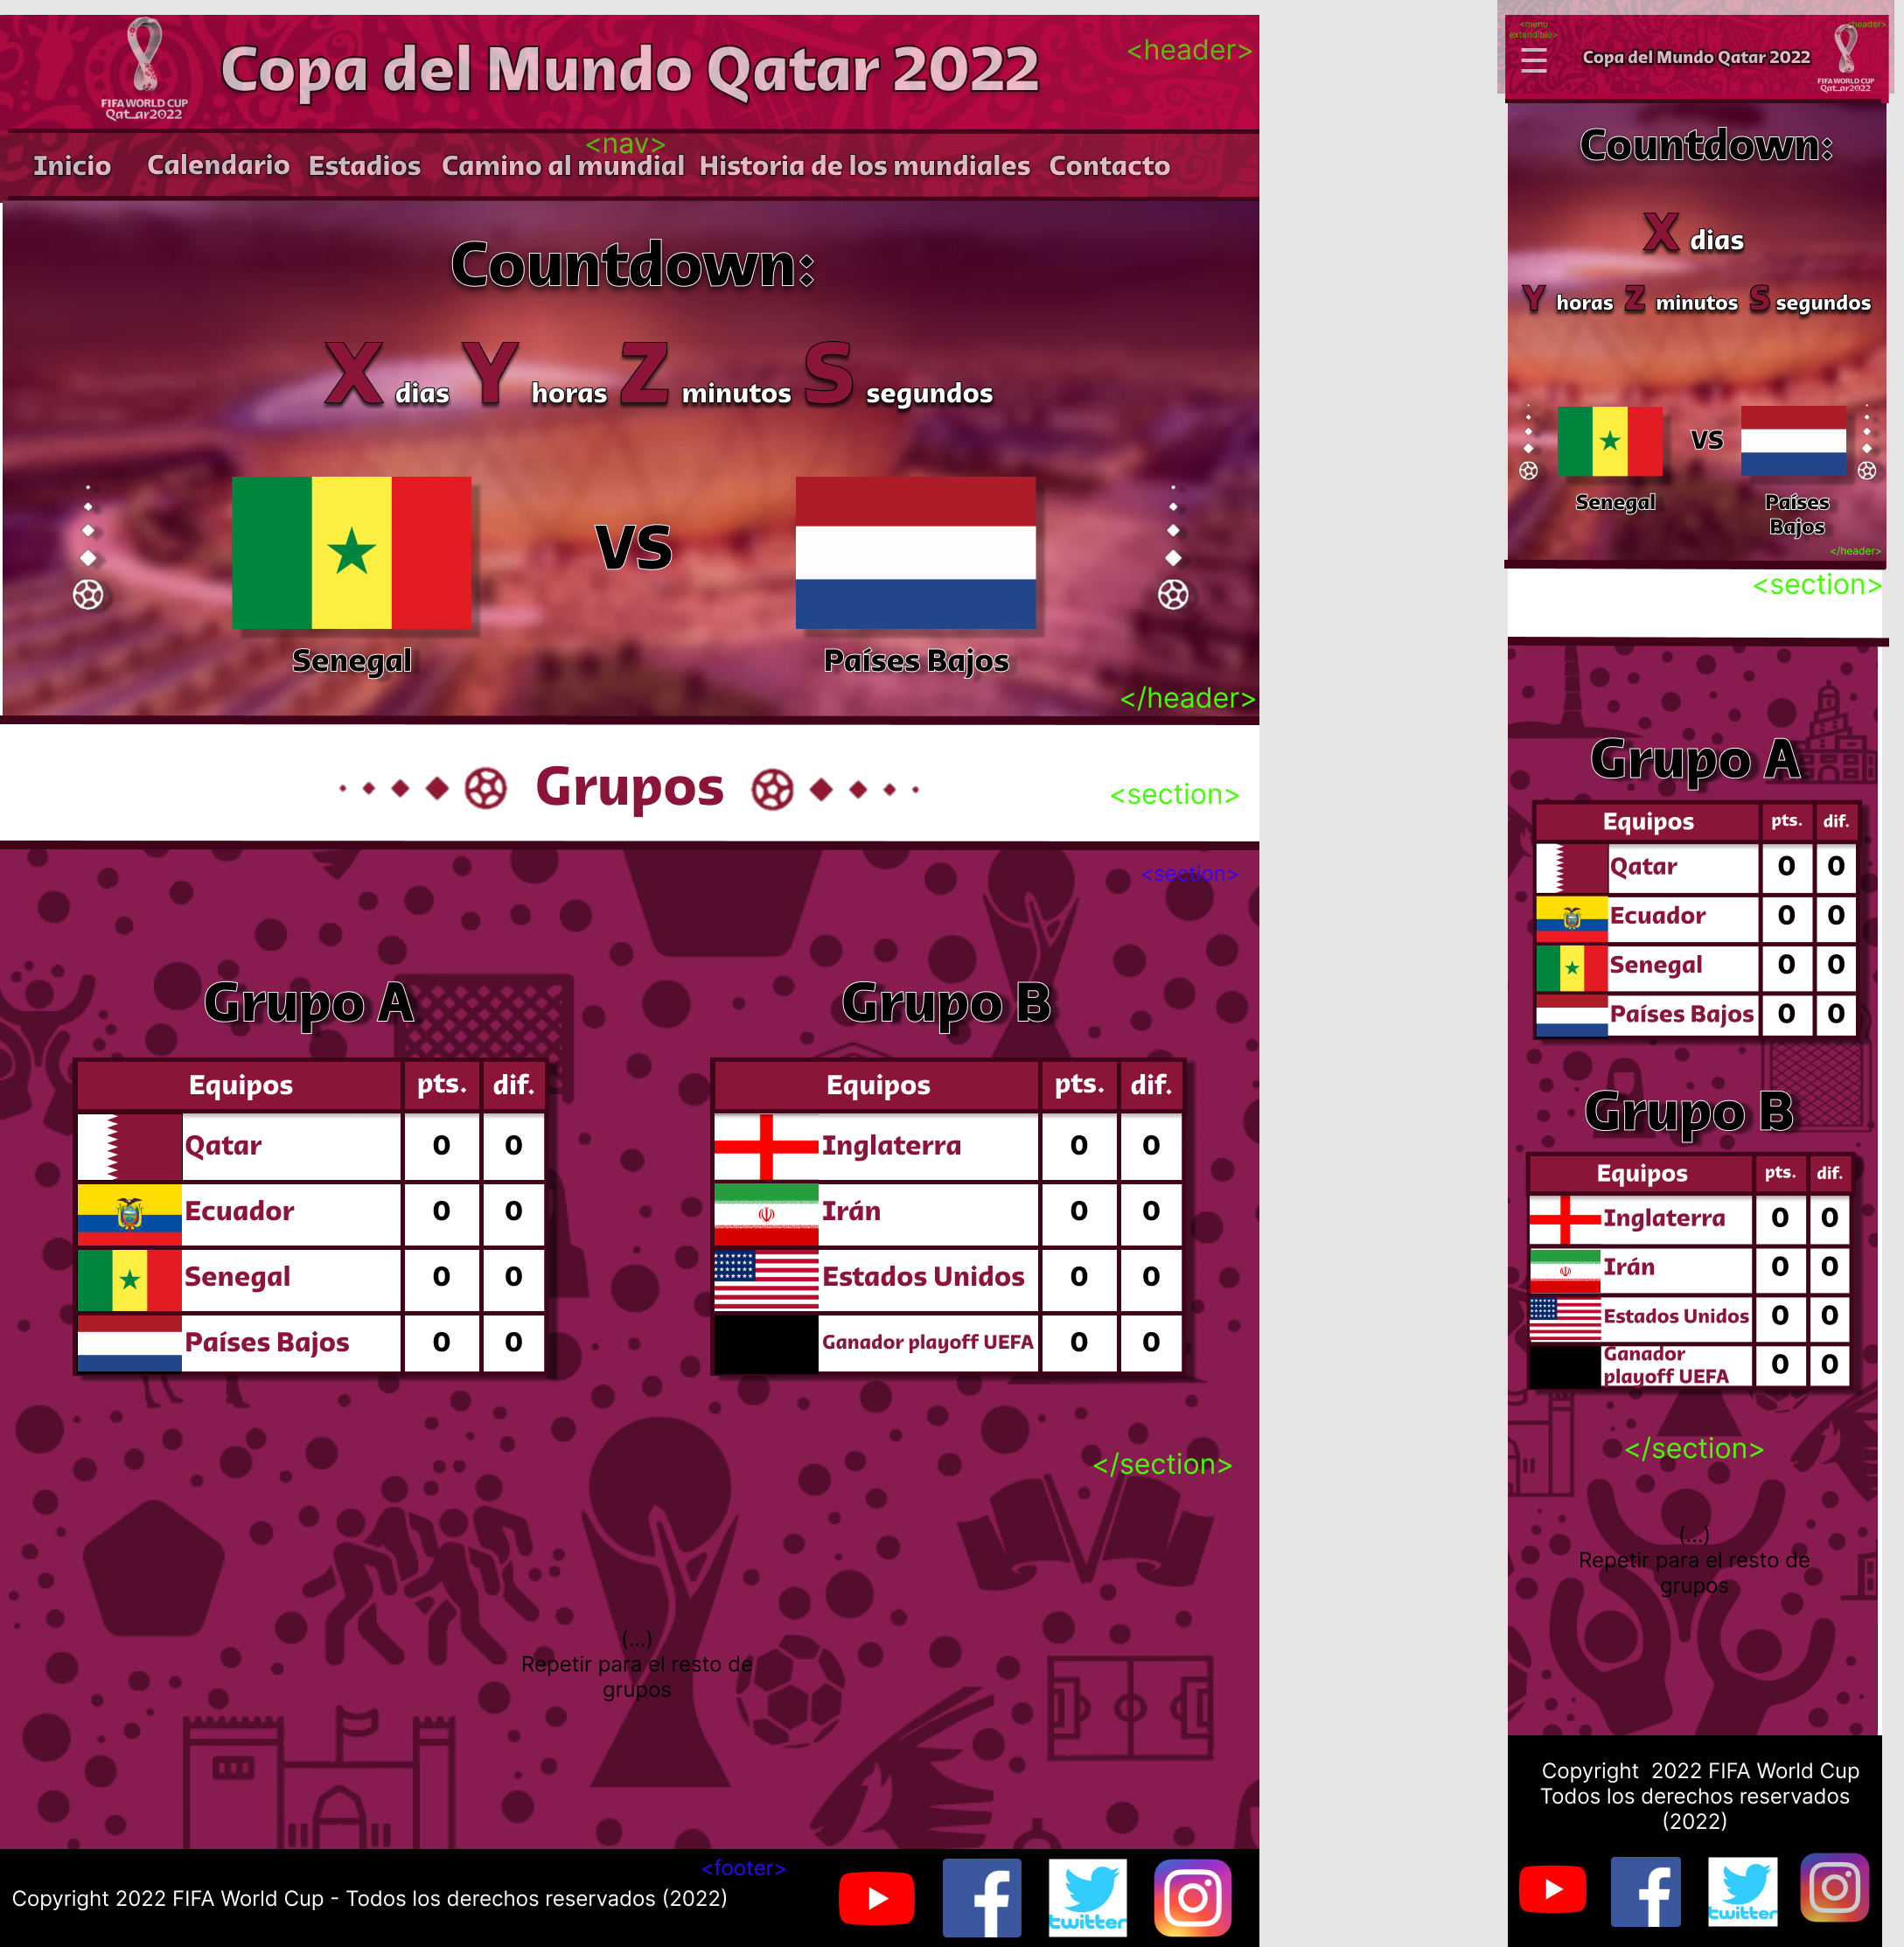 FIFA WORLD CUP
Qatar2022
Copa del Mundo Qatar 2022
<header>
<nav>
Inicio Calendario Estadios Camino al mundial Historia de los mundiales Contacto
Countdown:
X dias Y horas Z minutos S segundos
VS
Senegal
Países Bajos
</header>
Grupos
<section>
<section>
Grupo A
Equipos pts. dif.
Qatar 0 0
Ecuador 0 0
Senegal 0 0
Países Bajos 0 0
Grupo B
Equipos pts. dif.
Inglaterra 0 0
Irán 0 0
Estados Unidos 0 0
Ganador playoff UEFA 0 0
</section>
(...)
Repetir para el resto de
grupos
<footer>
Copyright 2022 FIFA World Cup - Todos los derechos reservados (2022)
twitter
<menu
extendible>
<header>
Copa del Mundo Qatar 2022
FIFA WORLD CUP
Qatar2022
Countdown:
X dias
Y horas Z minutos S segundos
VS
Senegal
Países
Bajos
</header>
<section>
Grupo A
Equipos pts. dif.
Qatar 0 0
Ecuador 0 0
Senegal 0 0
Países Bajos 0 0
Grupo B
Equipos pts. dif.
Inglaterra 0 0
Irán 0 0
Estados Unidos 0 0
Ganador
playoff UEFA 0 0
</section>
(...)
Repetir para el resto de
grupos
Copyright  2022 FIFA World Cup
Todos los derechos reservados
(2022)
twitter